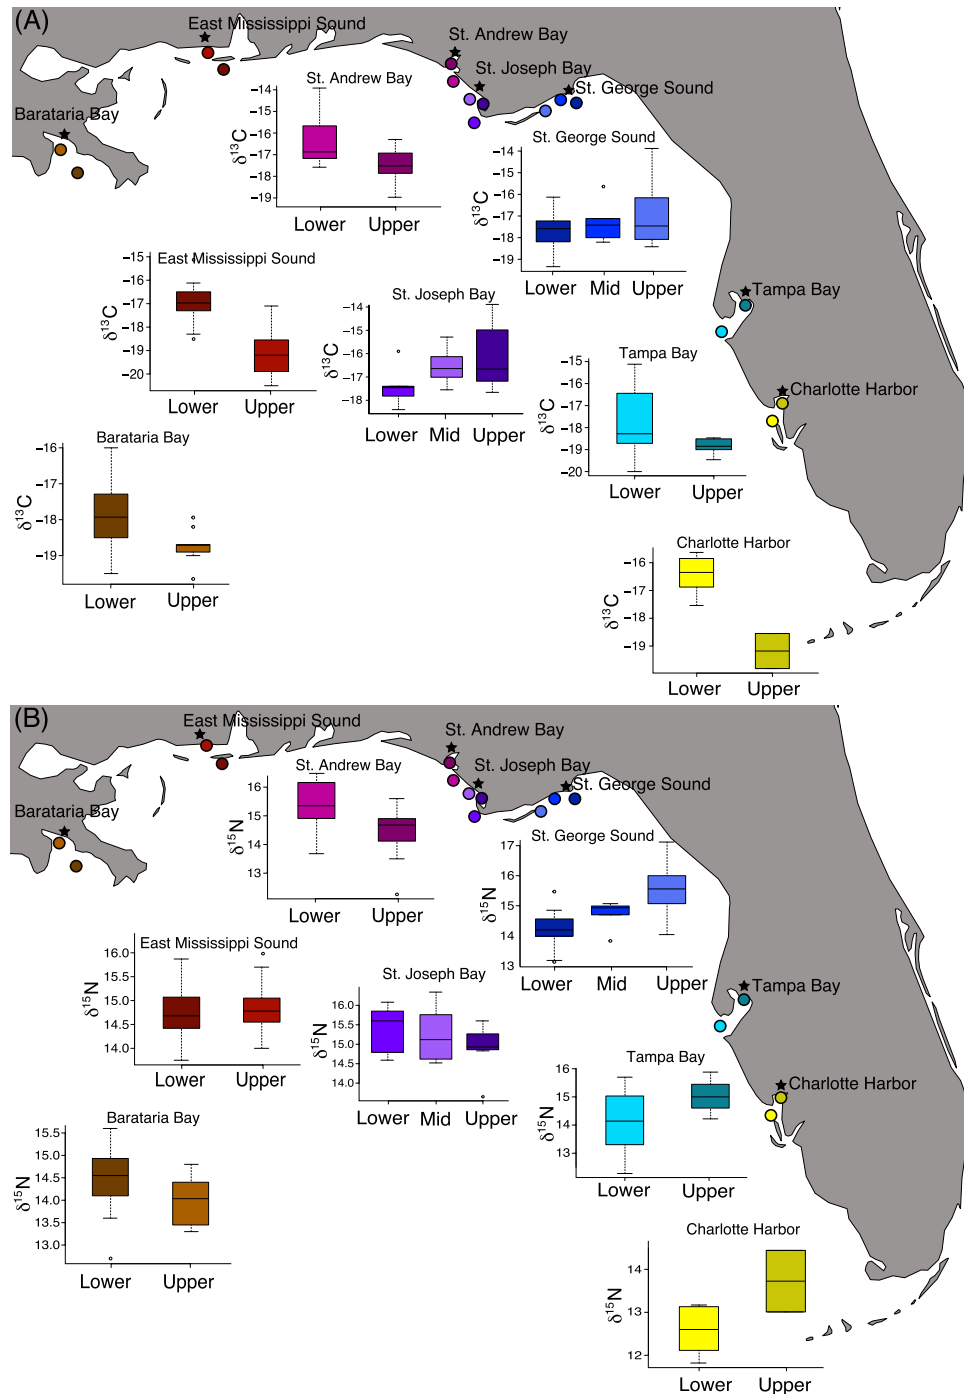 (A)
East Mississippi Sound
St. Andrew Bay
St. Joseph Bay
St. George Sound
Barataria Bay
Tampa Bay
Charlotte Harbor
St. Andrew Bay
δ13C
−14
−16
−17
−18
−19
Lower Upper
St. George Sound
δ13C
−14
−15
−16
−17
−18
−19
Lower Mid Upper
East Mississippi Sound
δ13C
−15
−16
−17
−19
−20
Lower Upper
St. Joseph Bay
δ13C
−14
−15
−16
−17
−18
Lower Mid Upper
Tampa Bay
δ13C
−15
−17
−18
−19
−20
Lower Upper
Barataria Bay
δ13C
−16
−17
−18
−19
Lower Upper
Charlotte Harbor
δ13C
−16
−17
−19
Lower Upper
(B)
East Mississippi Sound
St. Andrew Bay
St. Joseph Bay
St. George Sound
Barataria Bay
Tampa Bay
Charlotte Harbor
St. Andrew Bay
δ15N
16
15
14
13
Lower Upper
St. George Sound
δ15N
17
15
14
13
Lower Mid Upper
East Mississippi Sound
δ15N
16.0
15.0
14.5
14.0
Lower Upper
St. Joseph Bay
δ15N
16.0
15.5
15.0
14.5
14.0
Lower Mid Upper
Tampa Bay
δ15N
16
15
14
13
Lower Upper
Barataria Bay
δ15N
15.5
14.5
14.0
13.5
13.0
Lower Upper
Charlotte Harbor
δ15N
14
13
12
Lower Upper